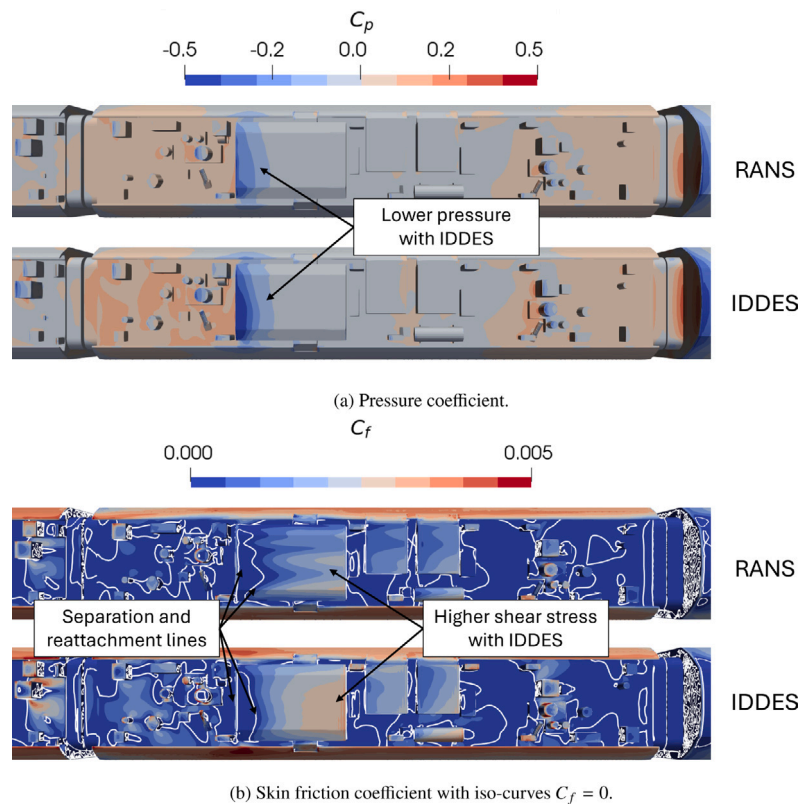 C_p
-0.5 -0.2 0.0 0.2 0.5
RANS
Lower pressure
with IDDES
IDDES
(a) Pressure coefficient.
C_f
0.000 0.005
RANS
Separation and
reattachment lines
Higher shear stress
with IDDES
IDDES
(b) Skin friction coefficient with iso-curves C_f = 0.